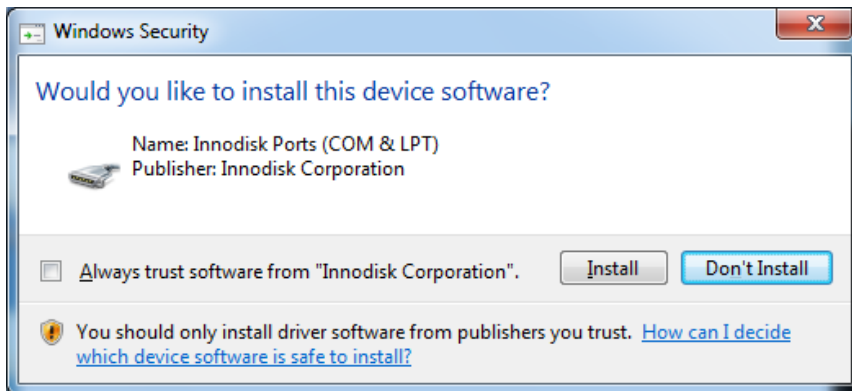 Windows Security
Would you like to install this device software?
Name: Innodisk Ports (COM & LPT)
Publisher: Innodisk Corporation
Always trust software from "Innodisk Corporation".
Install
Don't Install
You should only install driver software from publishers you trust. How can I decide
which device software is safe to install?